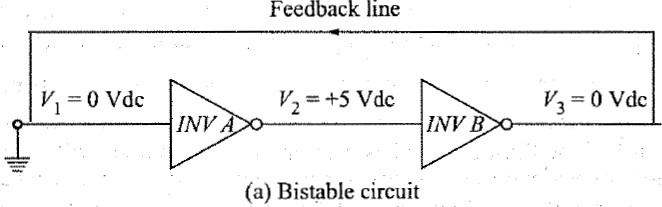 Feedback line
V₁ = 0 Vdc
INV A
V₂ = +5 Vdc
INV B
V₃ = 0 Vdc
(a) Bistable circuit